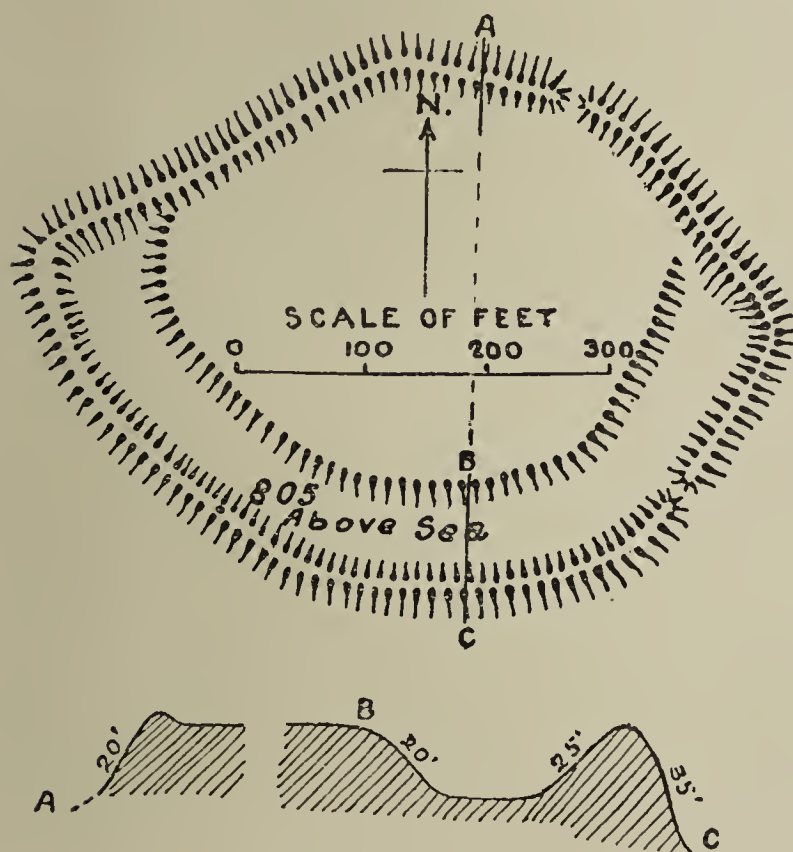 A
N.
SCALE OF FEET
0 100 200 300
B
805
Above Sea
C
B
20' 20' 25' 35'
A
C